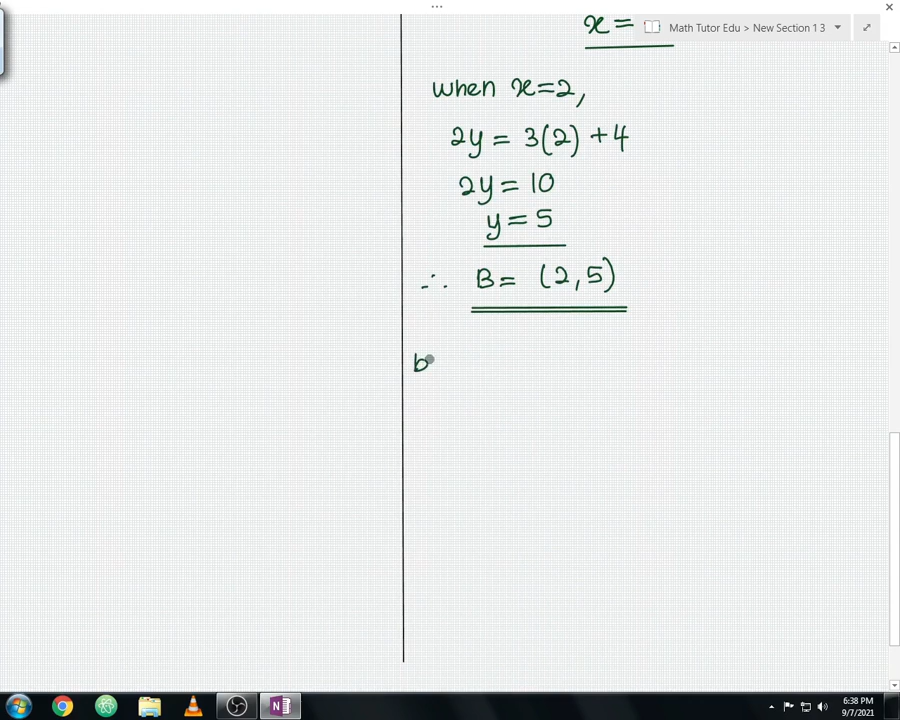 x =
Math Tutor Edu > New Section 1 3
when x=2,
2y = 3(2) +4
2y = 10
y = 5
∴ B = (2,5)
b
6:38 PM
9/7/2021